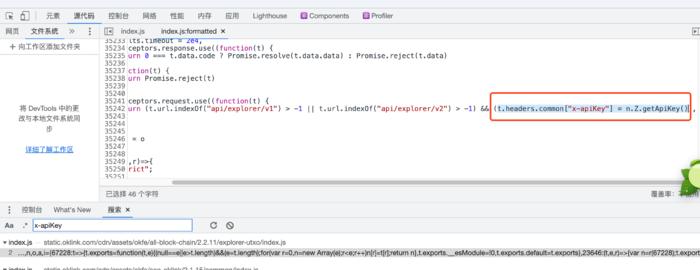 元素 源代码 控制台 网络 性能 内存 应用 Lighthouse Components Profiler
网页 文件系统 » index.js index.js:formatted ×
+ 向工作区添加文件夹
将 DevTools 中的更
改与本地文件系统同
步
详细了解工作区
35233 lts.timeout = 2e4,
35234 ceptors.response.use((function(t) {
35235 urn 0 === t.data.code ? Promise.resolve(t.data.data) : Promise.reject(t.data)
35236
35237 ction(t) {
35238 urn Promise.reject(t)
35239
35240
35241 ceptors.request.use((function(t) {
35242 urn (t.url.indexOf("api/explorer/v1") > -1 || t.url.indexOf("api/explorer/v2") > -1) && (t.headers.common["x-apiKey"] = n.Z.getApiKey()),
35243
35244
35245
35246 = o
35247
35248
35249 ,r)=>{
35250 rict";
35251
已选择 46 个字符 覆盖率:
控制台 What's New 搜索 ×
Aa .* x-apiKey
▼index.js — static.oklink.com/cdn/assets/okfe/all-block-chain/2.2.11/explorer-utxo/index.js
2 …,n,o,a,i={67228:t=>{t.exports=function(t,e){(null==e||e>t.length)&&(e=t.length);for(var r=0,n=new Array(e);r<e;r++)n[r]=t[r];return n},t.exports.__esModule=!0,t.exports.default=t.exports},23646:(t,e,r)=>{var n=r(67228);t.exports